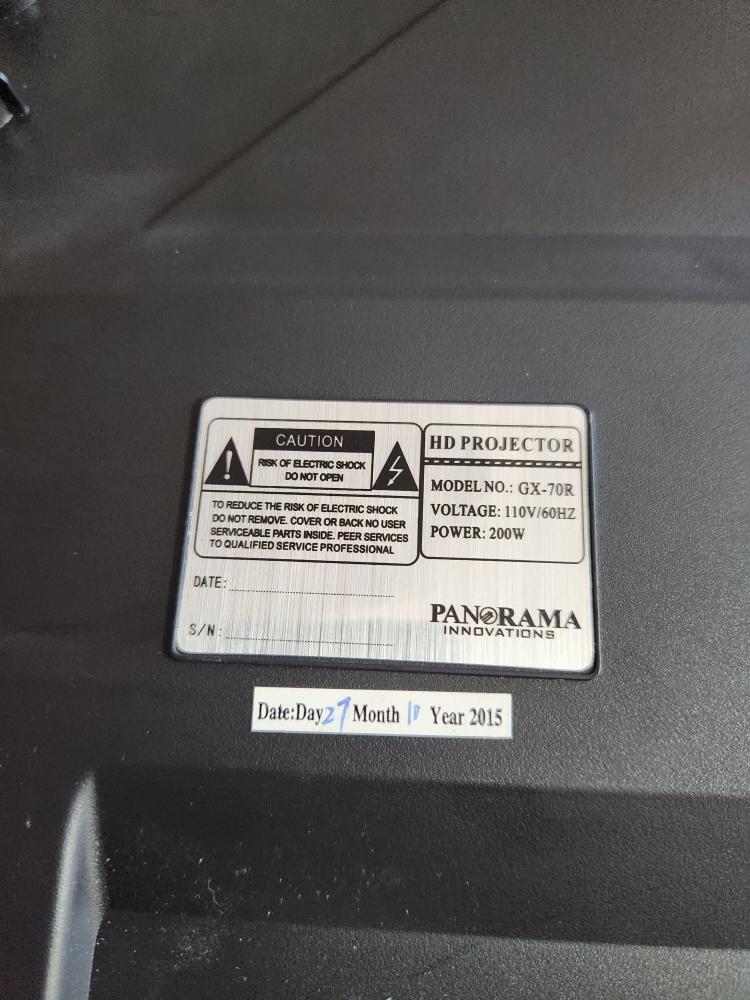 CAUTION
RISK OF ELECTRIC SHOCK
DO NOT OPEN
TO REDUCE THE RISK OF ELECTRIC SHOCK
DO NOT REMOVE. COVER OR BACK NO USER
SERVICEABLE PARTS INSIDE. PEER SERVICES
TO QUALIFIED SERVICE PROFESSIONAL
HD PROJECTOR
MODEL NO.: GX-70R
VOLTAGE: 110V/60HZ
POWER: 200W
DATE:
S/N:
PANORAMA
INNOVATIONS
Date:Day 27 Month Year 2015